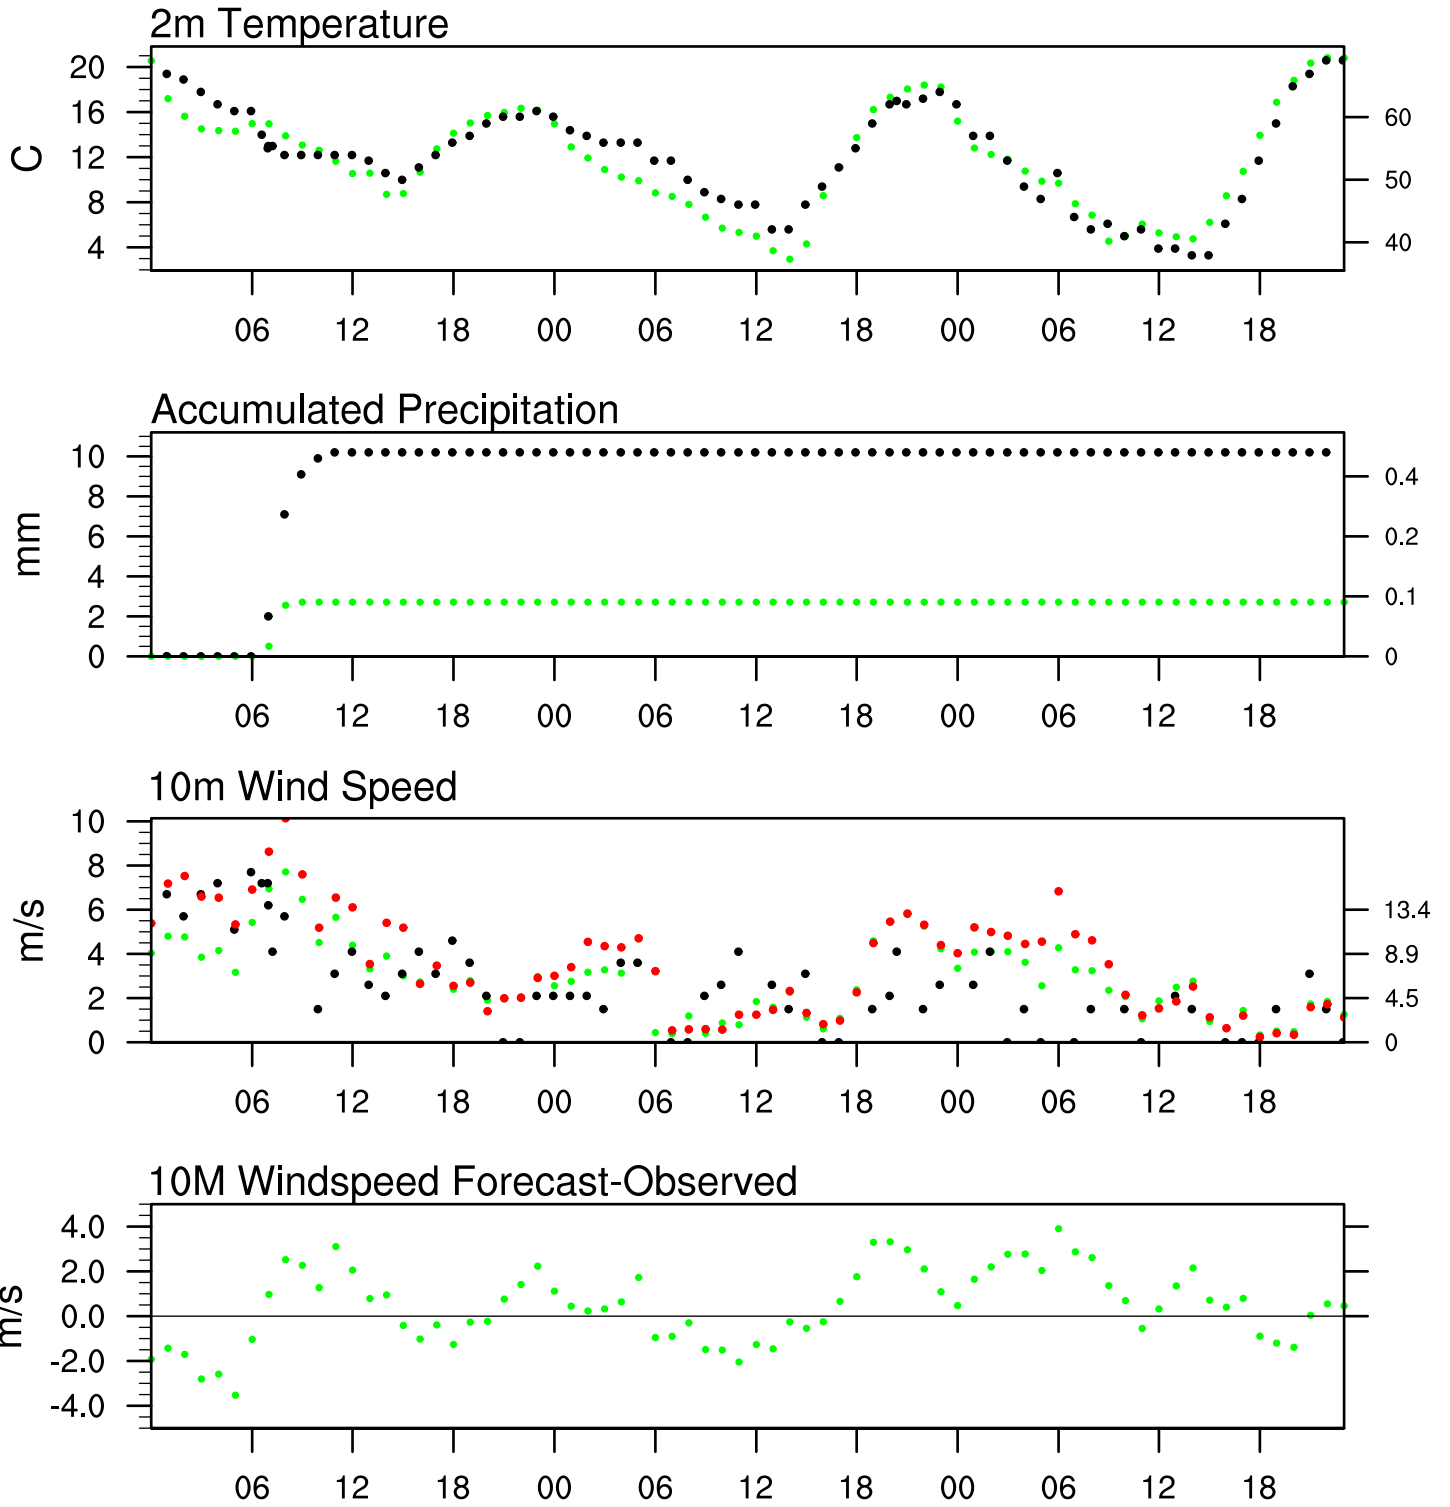 2m Temperature
20
16
12
8
4
C
60
50
40
06 12 18 00 06 12 18 00 06 12 18
Accumulated Precipitation
10
8
6
4
2
0
mm
0.4
0.2
0.1
0
06 12 18 00 06 12 18 00 06 12 18
10m Wind Speed
10
8
6
4
2
0
m/s
13.4
8.9
4.5
0
06 12 18 00 06 12 18 00 06 12 18
10M Windspeed Forecast-Observed
4.0
2.0
0.0
-2.0
-4.0
m/s
06 12 18 00 06 12 18 00 06 12 18